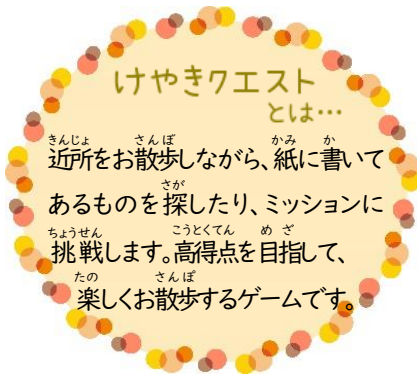 けやきクエスト
とは…
近所をお散歩しながら、紙に書いて
あるものを探したり、ミッションに
挑戦します。高得点を目指して、
楽しくお散歩するゲームです。